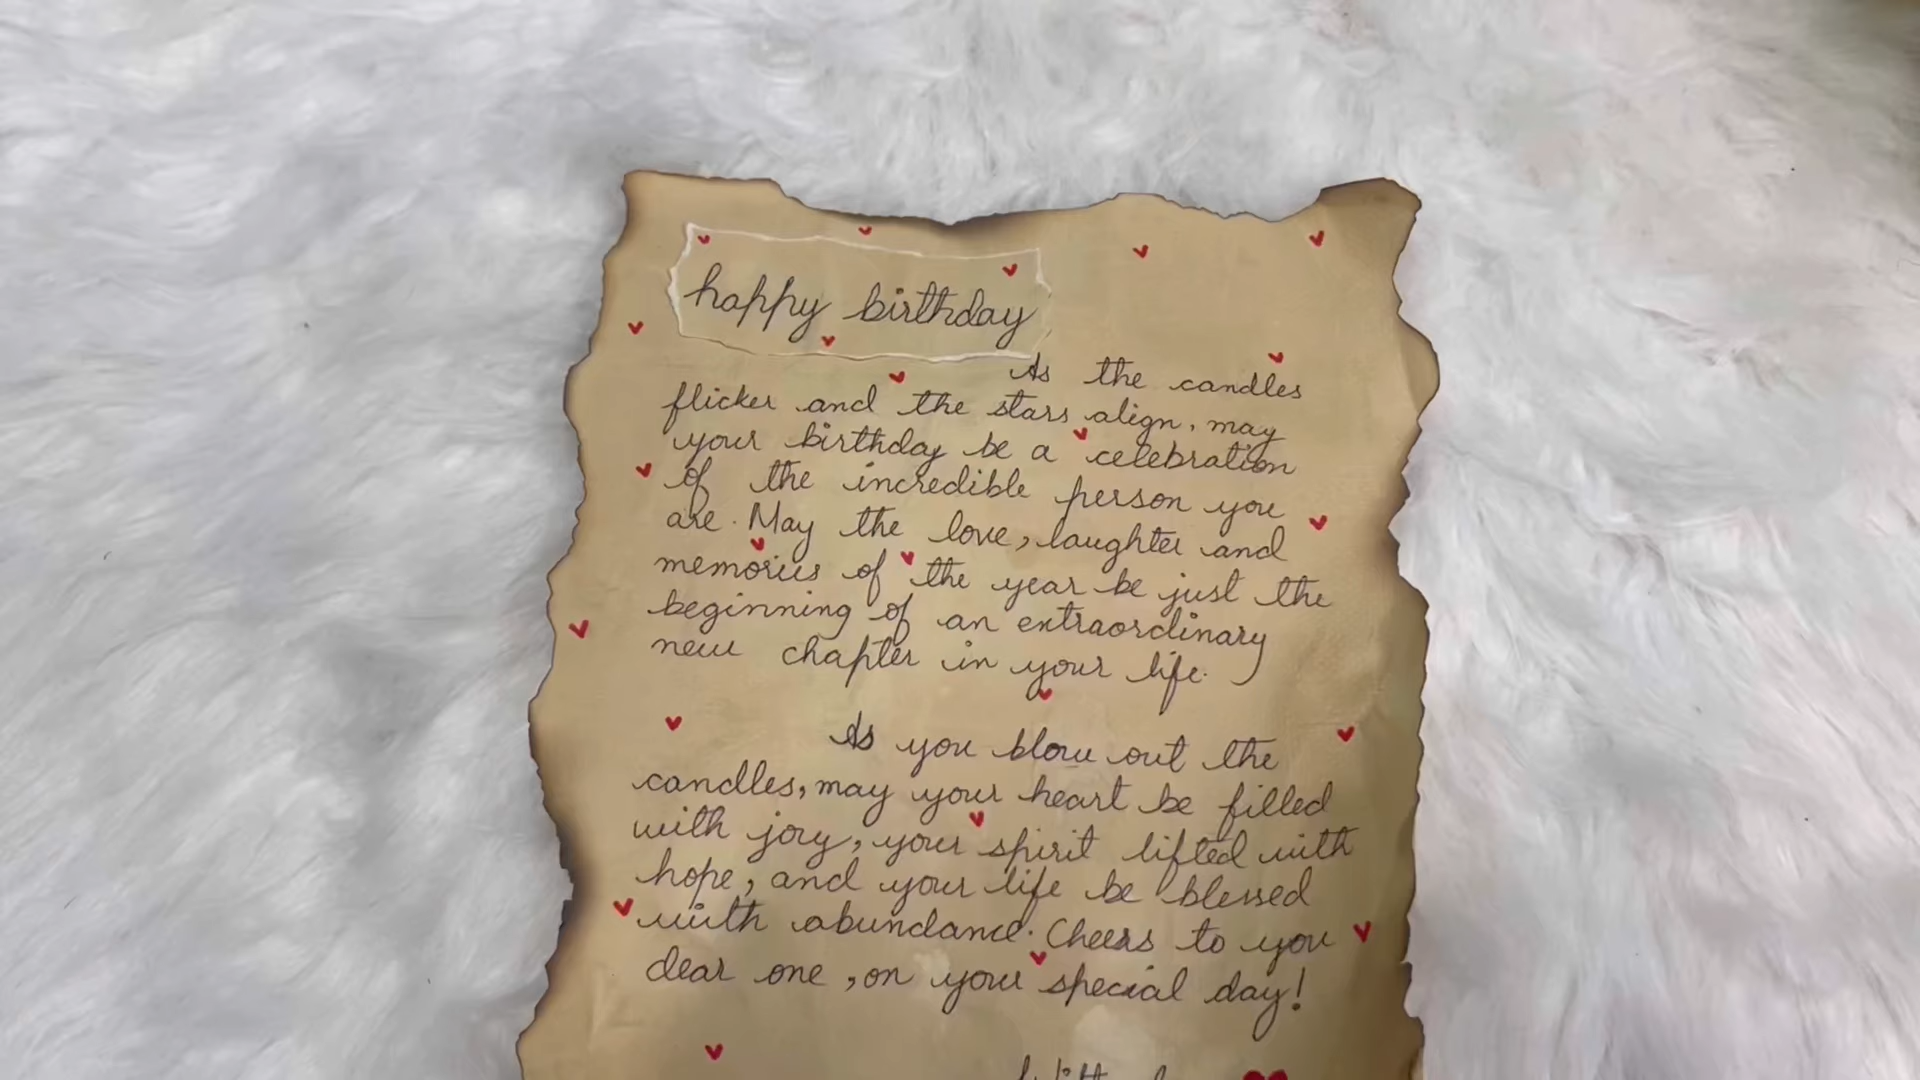 happy birthday
As the candles
flicker and the stars align, may
your birthday be a celebration
of the incredible person you
are. May the love, laughter and
memories of the year be just the
beginning of an extraordinary
new chapter in your life.
As you blow out the
candles, may your heart be filled
with joy, your spirit lifted with
hope, and your life be blessed
with abundance. Cheers to you
dear one, on your special day!